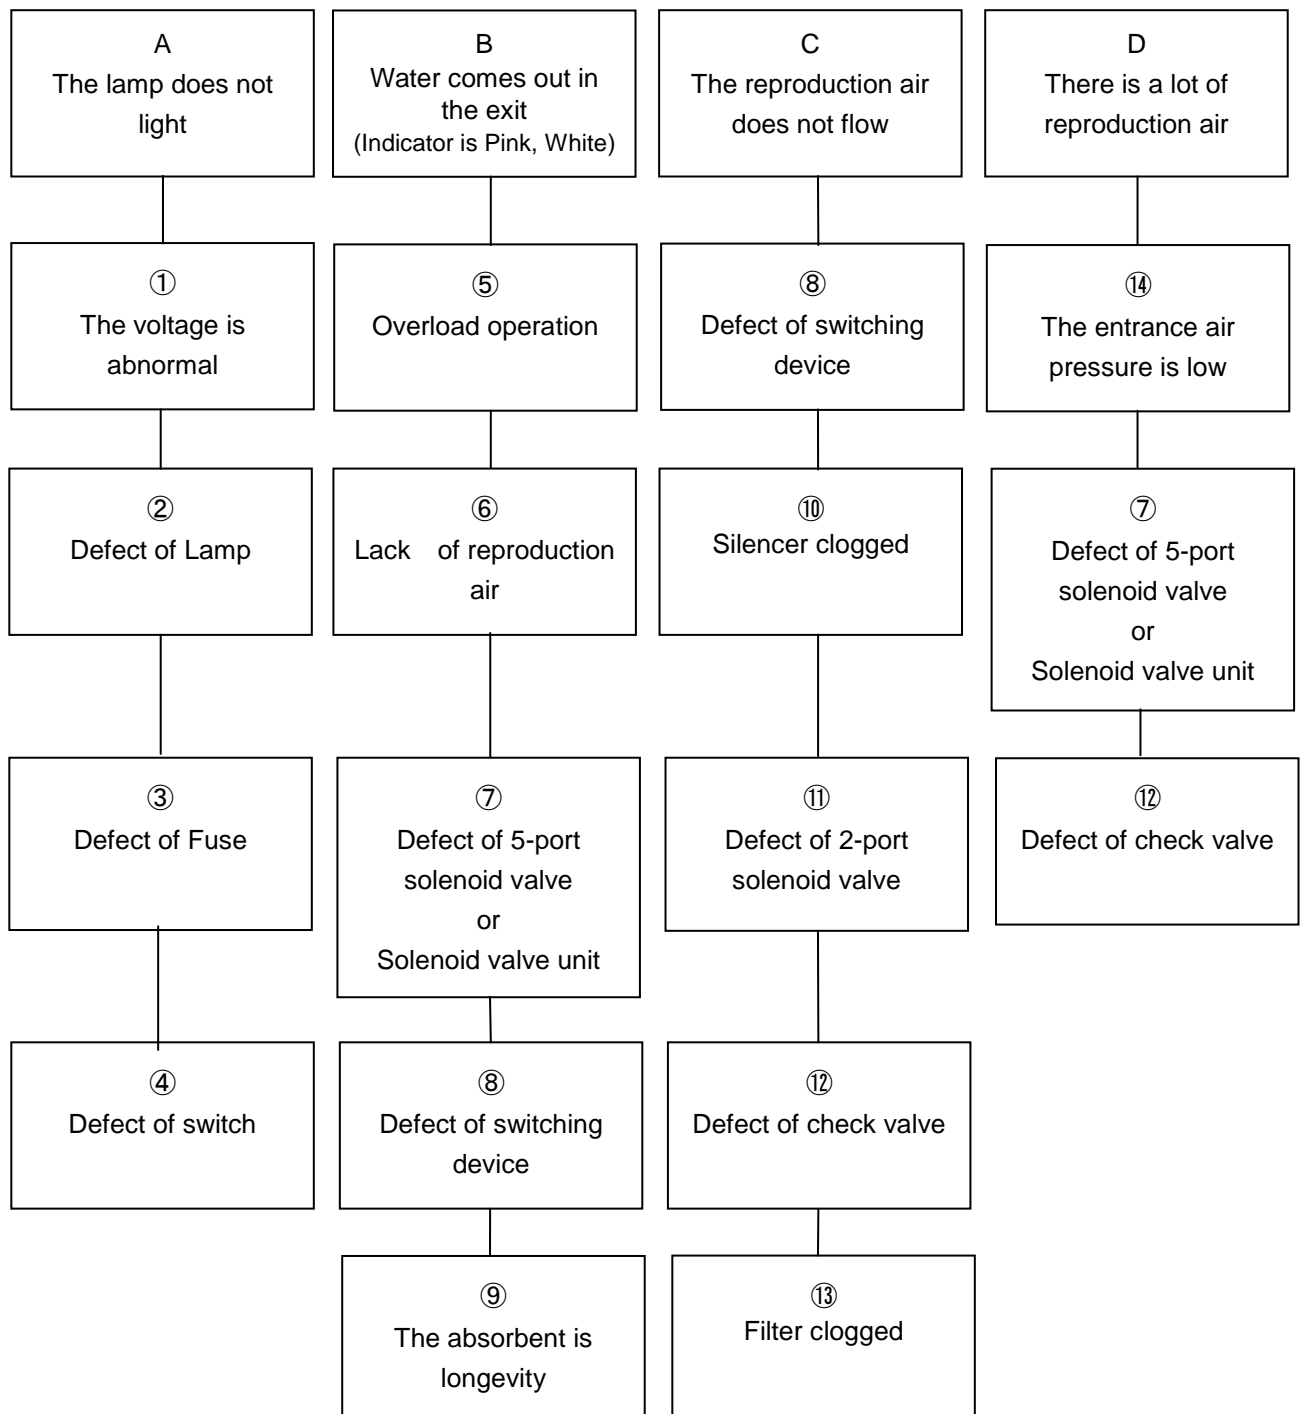 A
The lamp does not
light
①
The voltage is
abnormal
②
Defect of Lamp
③
Defect of Fuse
④
Defect of switch
B
Water comes out in
the exit
(Indicator is Pink, White)
⑤
Overload operation
⑥
Lack of reproduction
air
⑦
Defect of 5-port
solenoid valve
or
Solenoid valve unit
⑧
Defect of switching
device
⑨
The absorbent is
longevity
C
The reproduction air
does not flow
⑧
Defect of switching
device
⑩
Silencer clogged
⑪
Defect of 2-port
solenoid valve
⑫
Defect of check valve
⑬
Filter clogged
D
There is a lot of
reproduction air
⑭
The entrance air
pressure is low
⑦
Defect of 5-port
solenoid valve
or
Solenoid valve unit
⑫
Defect of check valve